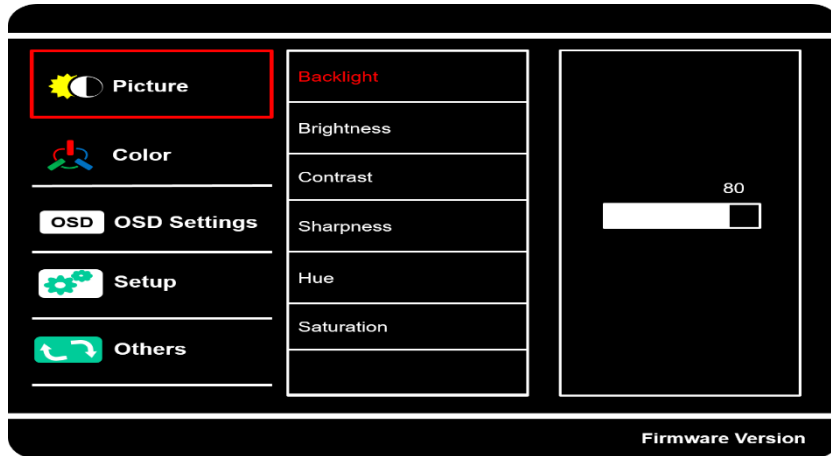 Picture
Color
OSD OSD Settings
Setup
Others
Backlight
Brightness
Contrast
Sharpness
Hue
Saturation
80
Firmware Version